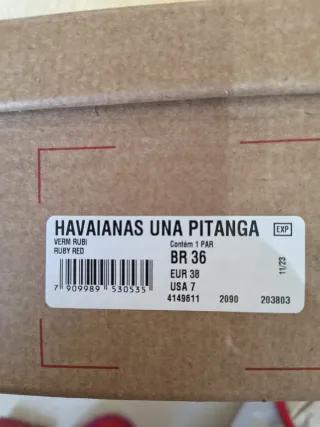 HAVAIANAS UNA PITANGA EXP
VERM RUBI
RUBY RED
Contém 1 PAR
BR 36
EUR 38
USA 7
7 909989 530535
4149611 2090 203803
11/23